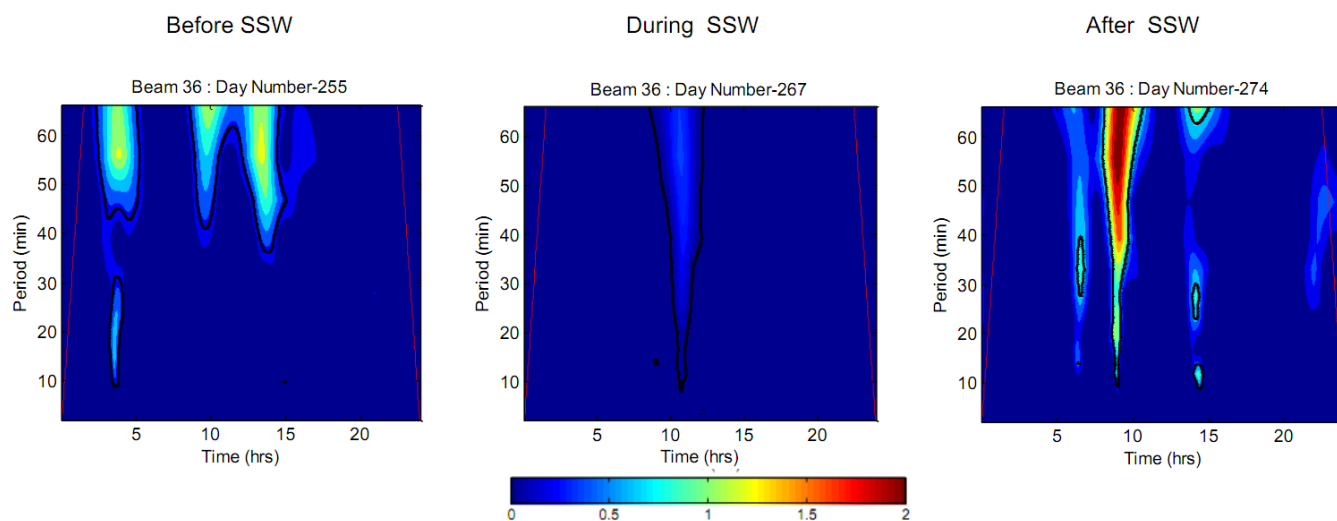 Before SSW
During SSW
After SSW
Beam 36 : Day Number-255
Beam 36 : Day Number-267
Beam 36 : Day Number-274
Period (min)
60
50
40
30
20
10
5
10
15
20
Time (hrs)
Period (min)
60
50
40
30
20
10
5
10
15
20
Time (hrs)
Period (min)
60
50
40
30
20
10
5
10
15
20
Time (hrs)
0
0.5
1
1.5
2